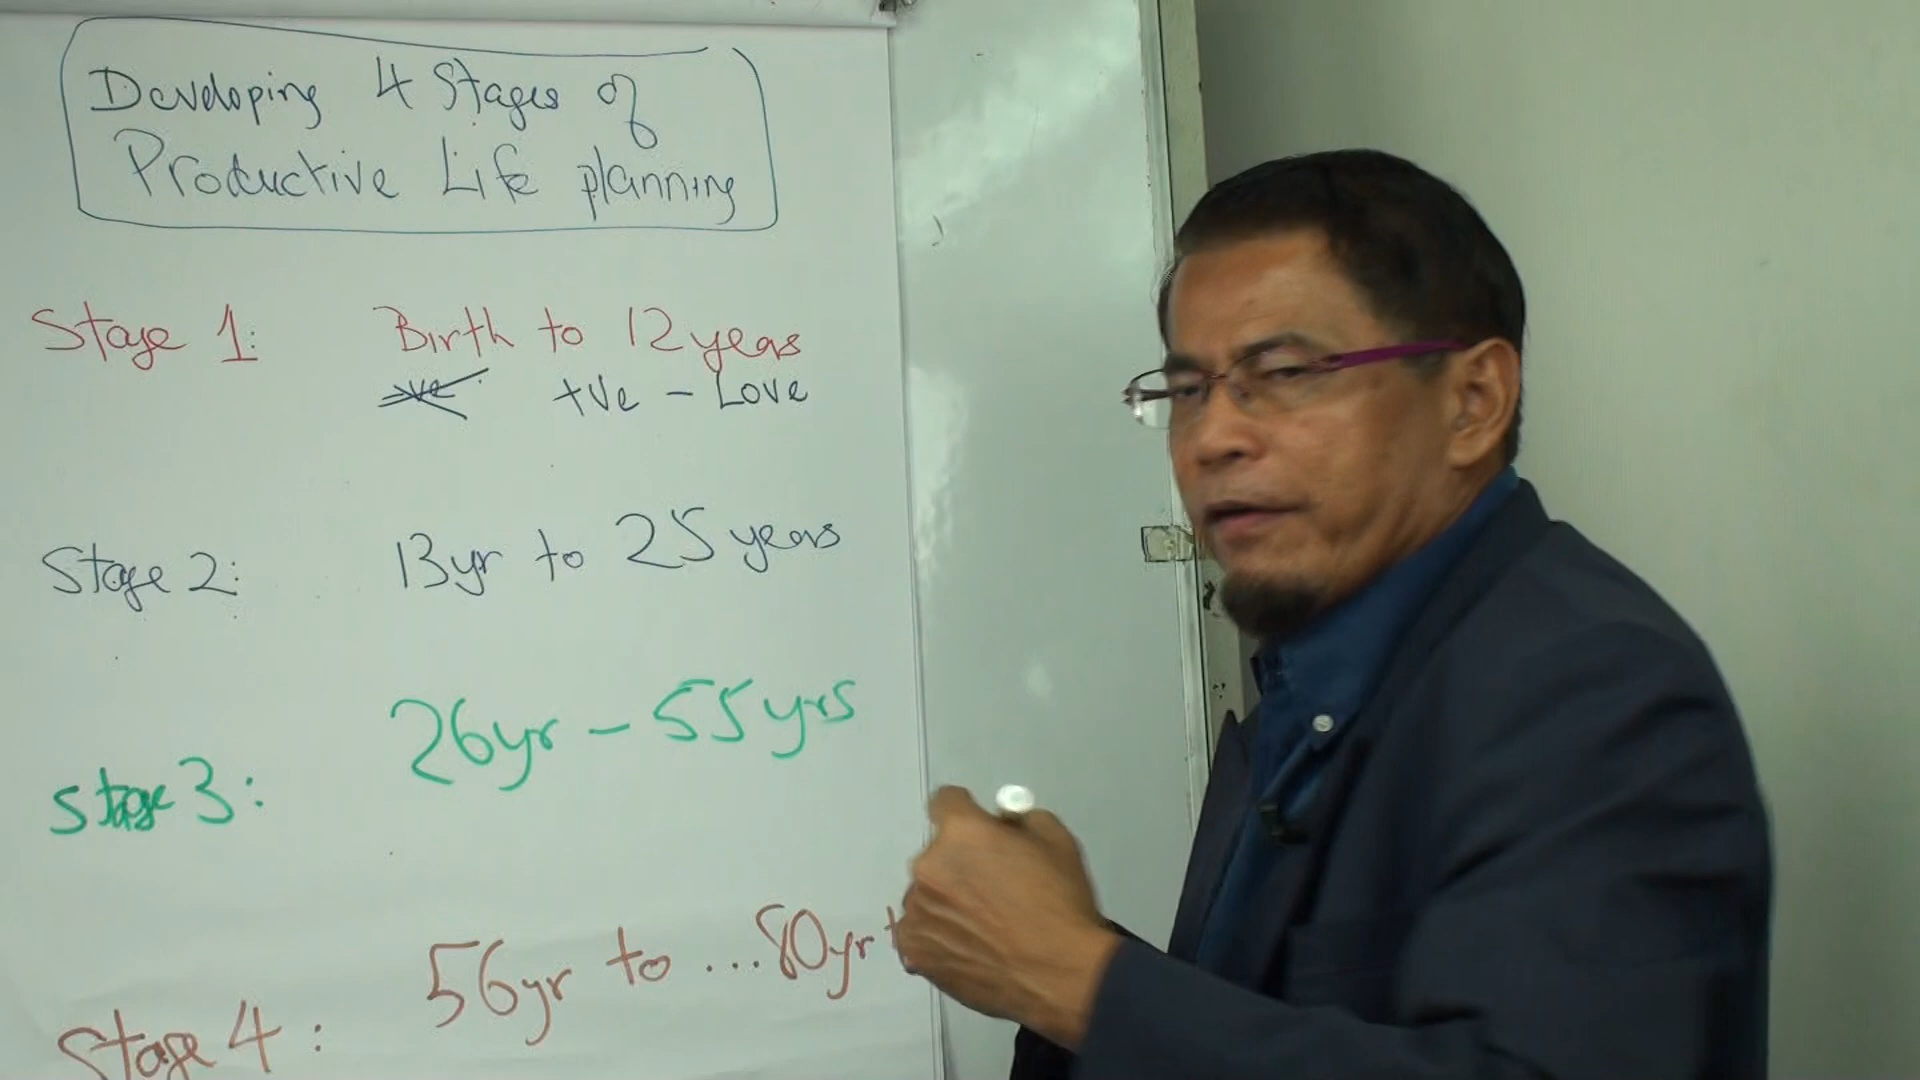 Developing 4 Stages of
Productive Life planning
Stage 1: Birth to 12 years
-ve +ve - Love
Stage 2: 13yr to 25 years
Stage 3: 26yr - 55yrs
Stage 4: 56yr to ...80yr +